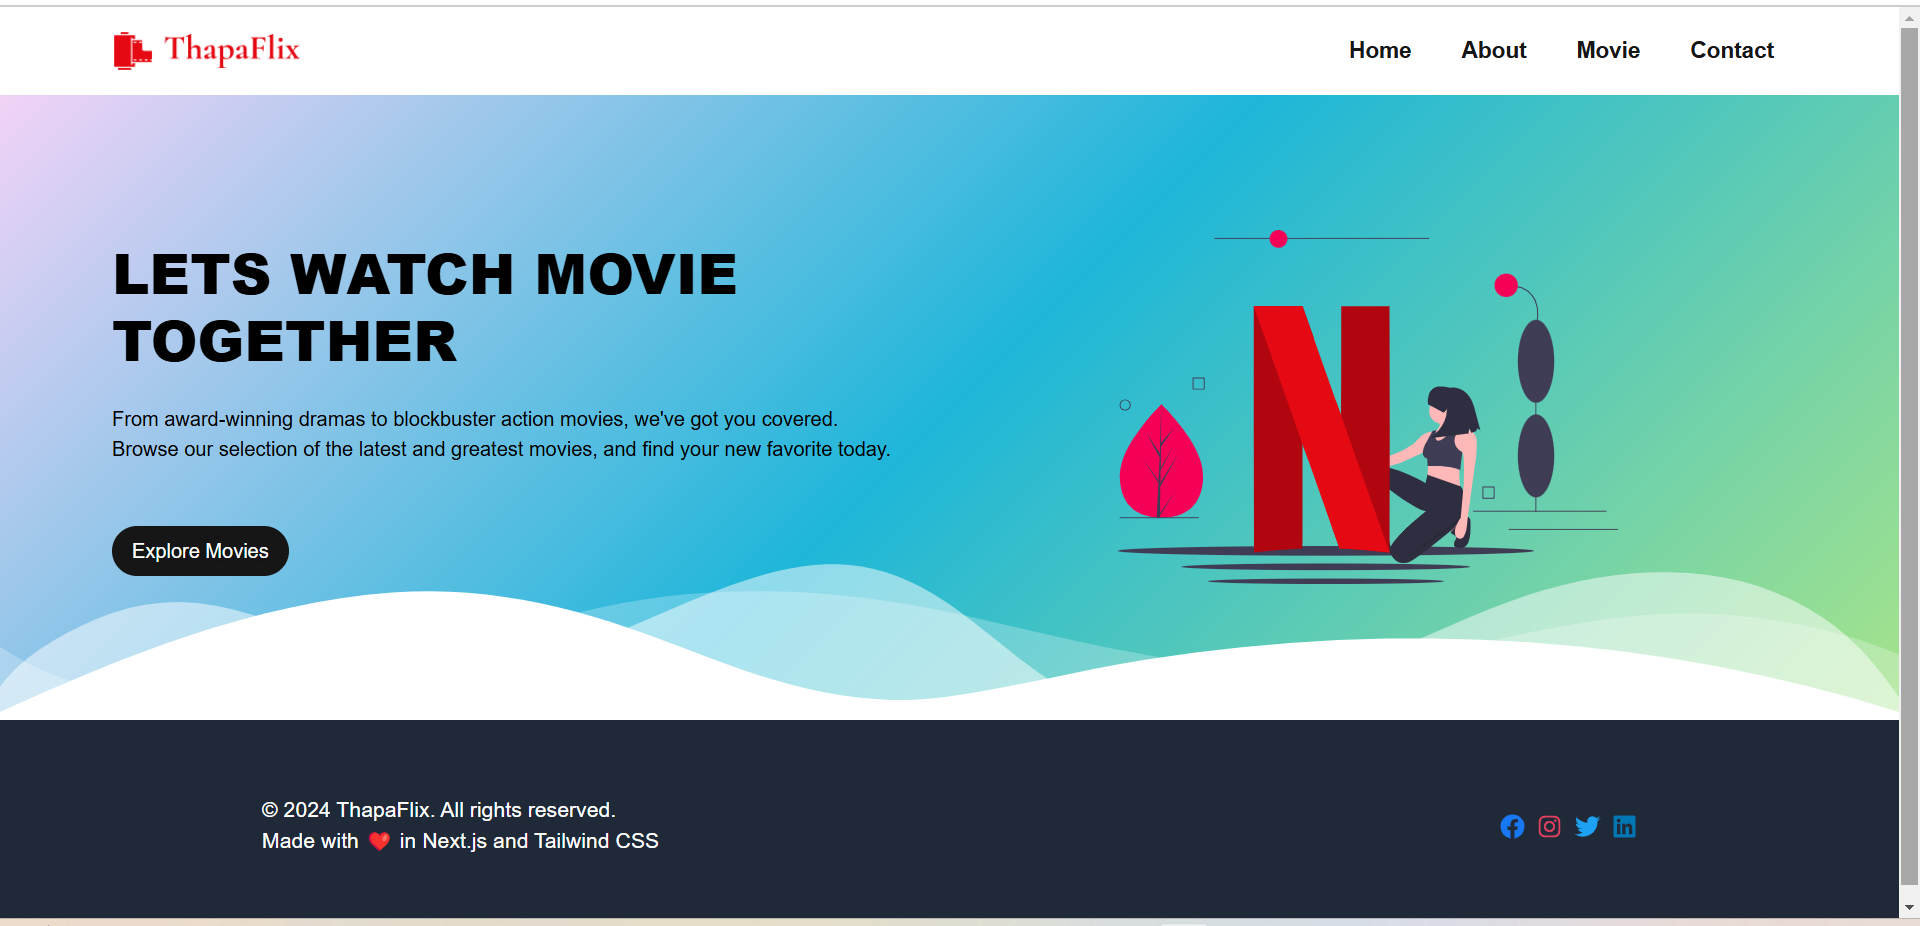 ThapaFlix
Home About Movie Contact
LETS WATCH MOVIE
TOGETHER
From award-winning dramas to blockbuster action movies, we've got you covered.
Browse our selection of the latest and greatest movies, and find your new favorite today.
Explore Movies
© 2024 ThapaFlix. All rights reserved.
Made with ❤️ in Next.js and Tailwind CSS